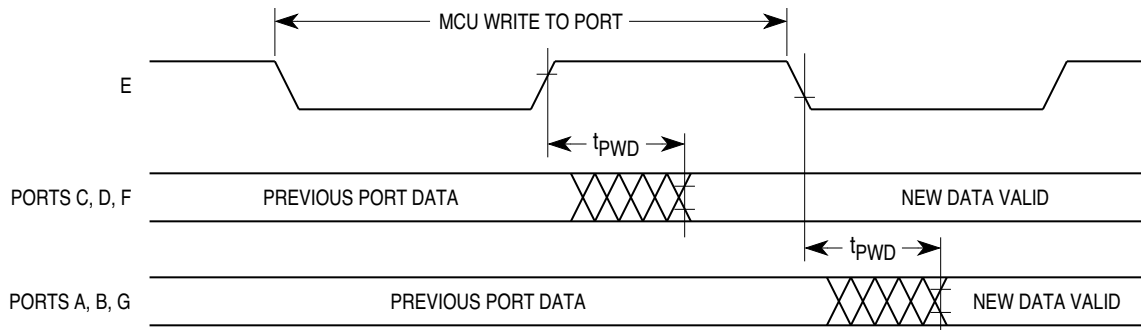 MCU WRITE TO PORT
E
tPWD
PORTS C, D, F
PREVIOUS PORT DATA
NEW DATA VALID
tPWD
PORTS A, B, G
PREVIOUS PORT DATA
NEW DATA VALID